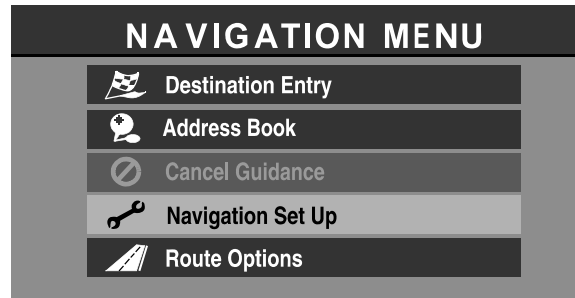 NAVIGATION MENU
Destination Entry
Address Book
Cancel Guidance
Navigation Set Up
Route Options